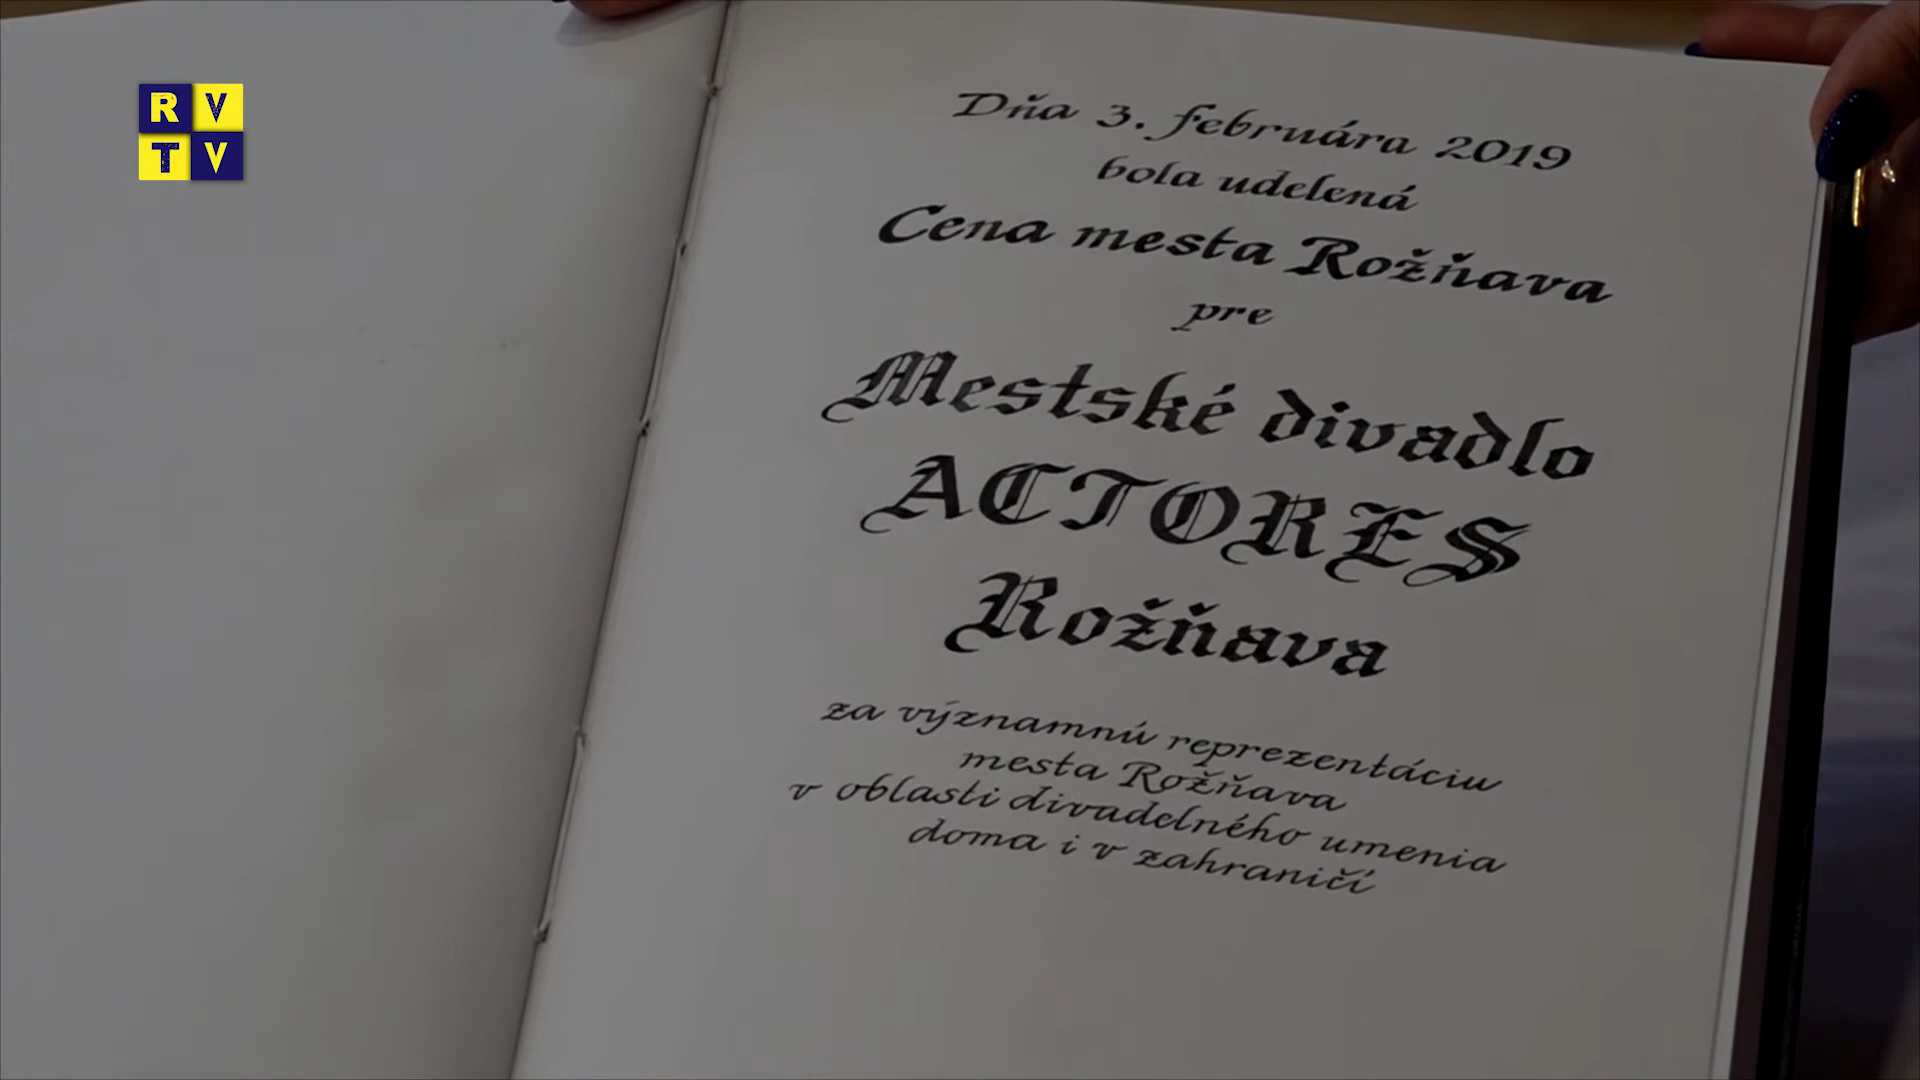 RV
TV
Dňa 3. februára 2019
bola udelená
Cena mesta Rožňava
pre
Mestské divadlo
ACTORES
Rožňava
za významnú reprezentáciu
mesta Rožňava
v oblasti divadelného umenia
doma i v zahraničí